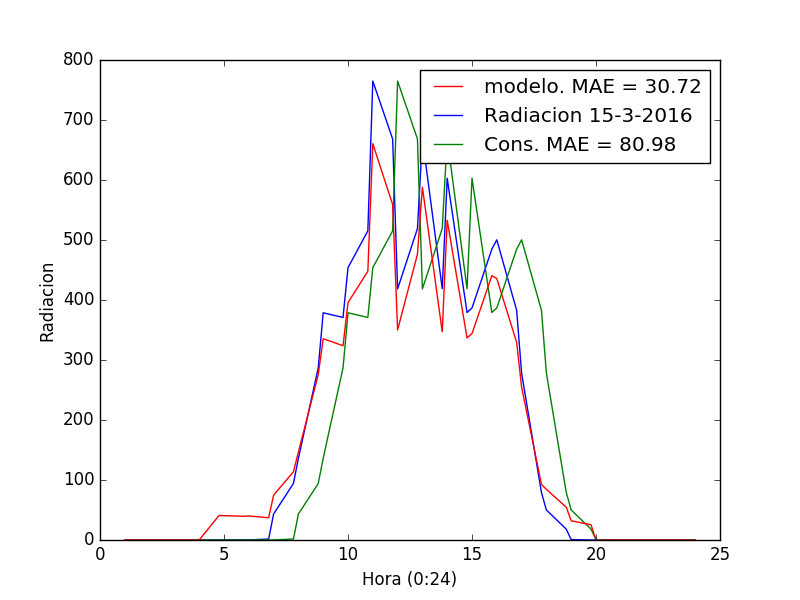 800
700
600
500
400
300
200
100
0
Radiacion
modelo. MAE = 30.72
Radiacion 15-3-2016
Cons. MAE = 80.98
0 5 10 15 20 25
Hora (0:24)